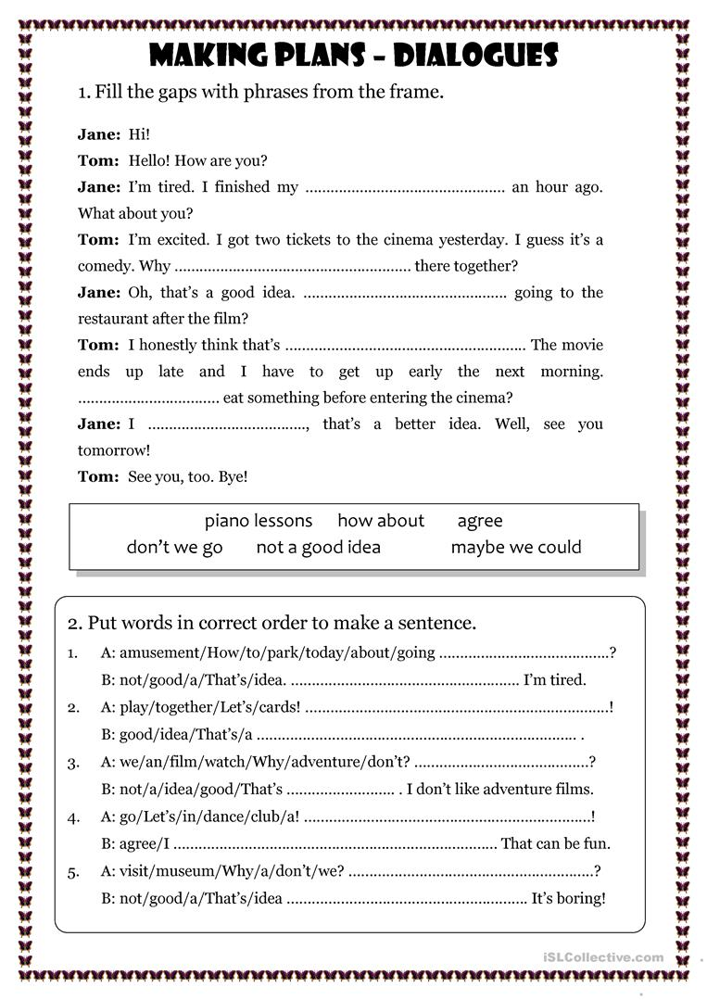 MAKING PLANS – DIALOGUES
1. Fill the gaps with phrases from the frame.
Jane: Hi!
Tom: Hello! How are you?
Jane: I'm tired. I finished my ................................................ an hour ago.
What about you?
Tom: I'm excited. I got two tickets to the cinema yesterday. I guess it's a
comedy. Why ......................................................... there together?
Jane: Oh, that's a good idea. ................................................. going to the
restaurant after the film?
Tom: I honestly think that's .......................................................... The movie
ends up late and I have to get up early the next morning.
.................................. eat something before entering the cinema?
Jane: I ......................................, that's a better idea. Well, see you
tomorrow!
Tom: See you, too. Bye!
piano lessons how about agree
don't we go not a good idea maybe we could
2. Put words in correct order to make a sentence.
1. A: amusement/How/to/park/today/about/going .........................................?
B: not/good/a/That's/idea. ....................................................... I'm tired.
2. A: play/together/Let's/cards! .........................................................................!
B: good/idea/That's/a ............................................................................. .
3. A: we/an/film/watch/Why/adventure/don't? ..........................................?
B: not/a/idea/good/That's .......................... . I don't like adventure films.
4. A: go/Let's/in/dance/club/a! .....................................................................!
B: agree/I .............................................................................. That can be fun.
5. A: visit/museum/Why/a/don't/we? ...........................................................?
B: not/good/a/That's/idea .......................................................... It's boring!
iSLCollective.com